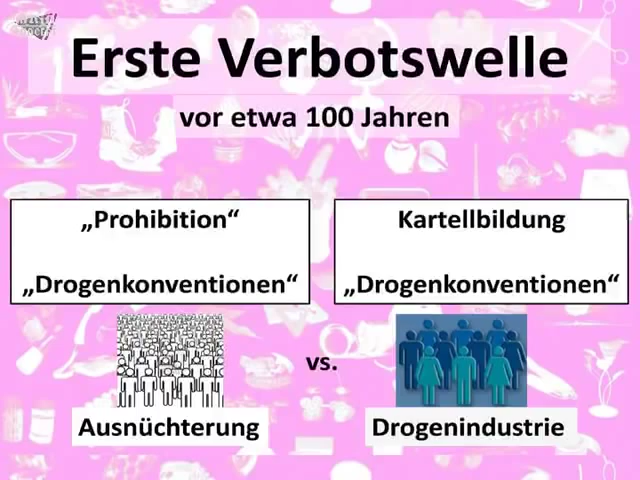 Erste Verbotswelle
vor etwa 100 Jahren
„Prohibition“
„Drogenkonventionen“
Kartellbildung
„Drogenkonventionen“
vs.
Ausnüchterung
Drogenindustrie